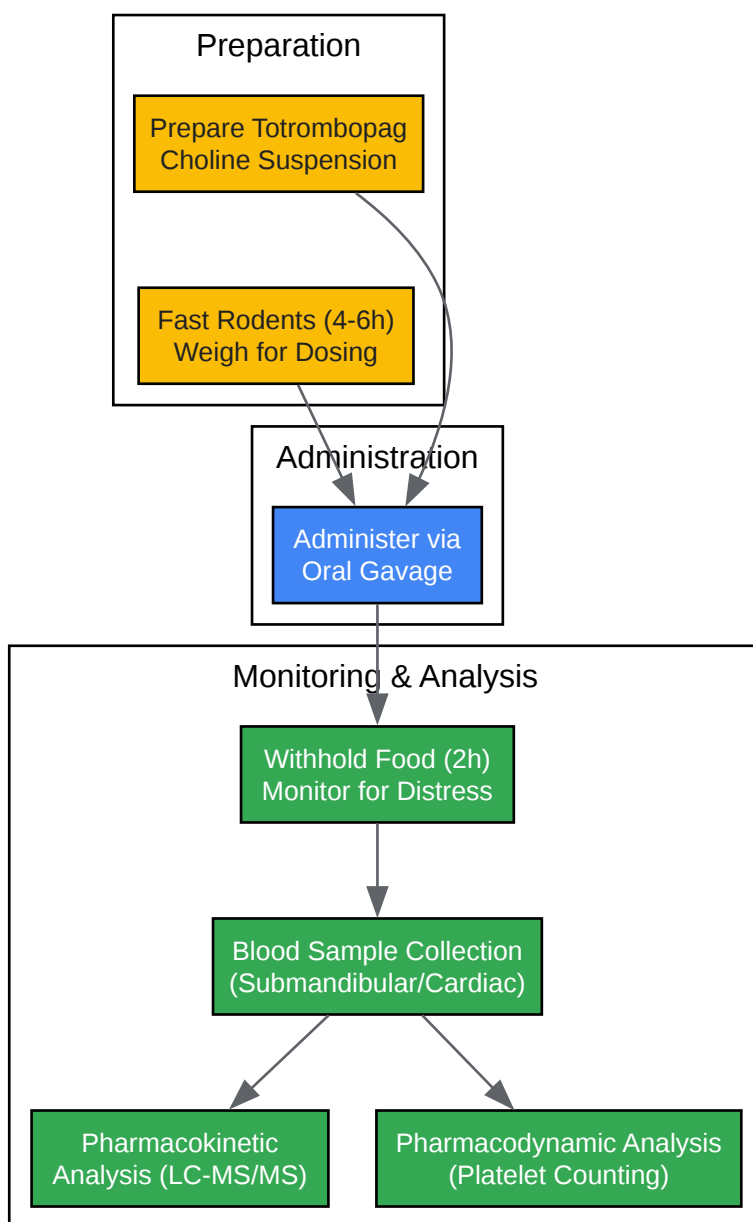 Preparation
Prepare Totrombopag
Choline Suspension
Fast Rodents (4-6h)
Weigh for Dosing
Administration
Administer via
Oral Gavage
Monitoring & Analysis
Withhold Food (2h)
Monitor for Distress
Blood Sample Collection
(Submandibular/Cardiac)
Pharmacokinetic
Analysis (LC-MS/MS)
Pharmacodynamic Analysis
(Platelet Counting)